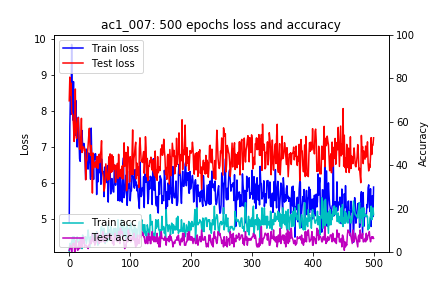 ac1_007: 500 epochs loss and accuracy
Train loss
Test loss
Train acc
Test acc
Loss
Accuracy
10
9
8
7
6
5
100
80
60
40
20
0
0
100
200
300
400
500